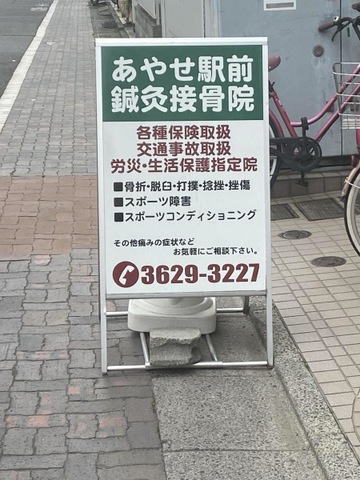 あやせ駅前
鍼灸接骨院
各種保険取扱
交通事故取扱
労災・生活保護指定院
■骨折・脱臼・打撲・捻挫・挫傷
■スポーツ障害
■スポーツコンディショニング
その他痛みの症状など
お気軽にご相談下さい。
3629-3227